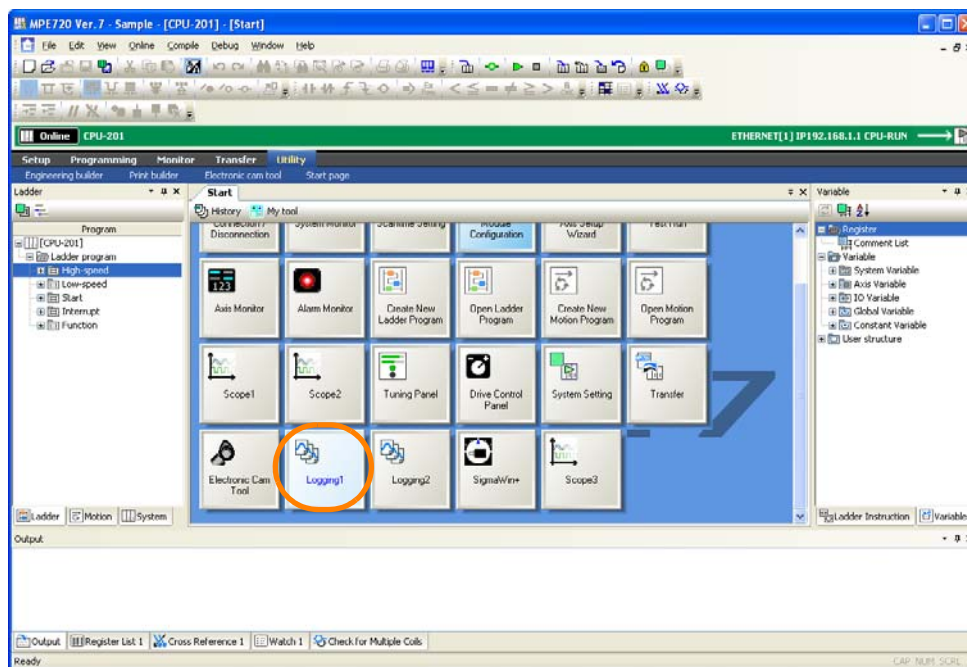 MPE720 Ver. 7 - Sample - [CPU-201] - [Start]
File Edit View Online Compile Debug Window Help
Online CPU-201 ETHERNET[1] IP192.168.1.1 CPU-RUN
Setup Programming Monitor Transfer Utility
Engineering builder Print builder Electronic cam tool Start page
Ladder
Start
Variable
History My tool
Program
[CPU-201]
Ladder program
High-speed
Low-speed
Start
Interrupt
Function
Connection / Disconnection
System Monitor
Scantime Setting
Module Configuration
Axis Setup Wizard
Test Run
123
Axis Monitor
Alarm Monitor
Create New Ladder Program
Open Ladder Program
Create New Motion Program
Open Motion Program
Scope1
Scope2
Tuning Panel
Drive Control Panel
System Setting
Transfer
7
Electronic Cam Tool
Logging1
Logging2
SigmaWin+
Scope3
Register
Comment List
Variable
System Variable
Axis Variable
IO Variable
Global Variable
Constant Variable
User structure
Ladder Motion System
Ladder Instruction Variable
Output
Output Register List 1 Cross Reference 1 Watch 1 Check for Multiple Coils
Ready
CAP NUM SCRL